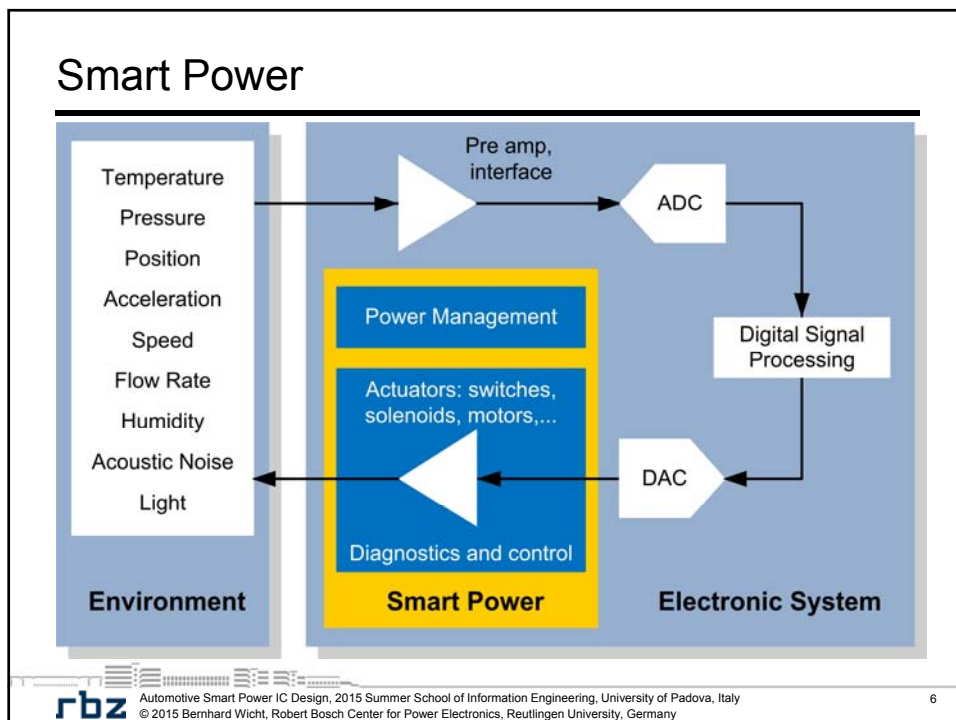 Smart Power
Temperature
Pressure
Position
Acceleration
Speed
Flow Rate
Humidity
Acoustic Noise
Light
Environment
Pre amp,
interface
ADC
Digital Signal
Processing
DAC
Power Management
Actuators: switches,
solenoids, motors,...
Diagnostics and control
Smart Power
Electronic System
rbz
Automotive Smart Power IC Design, 2015 Summer School of Information Engineering, University of Padova, Italy
© 2015 Bernhard Wicht, Robert Bosch Center for Power Electronics, Reutlingen University, Germany
6